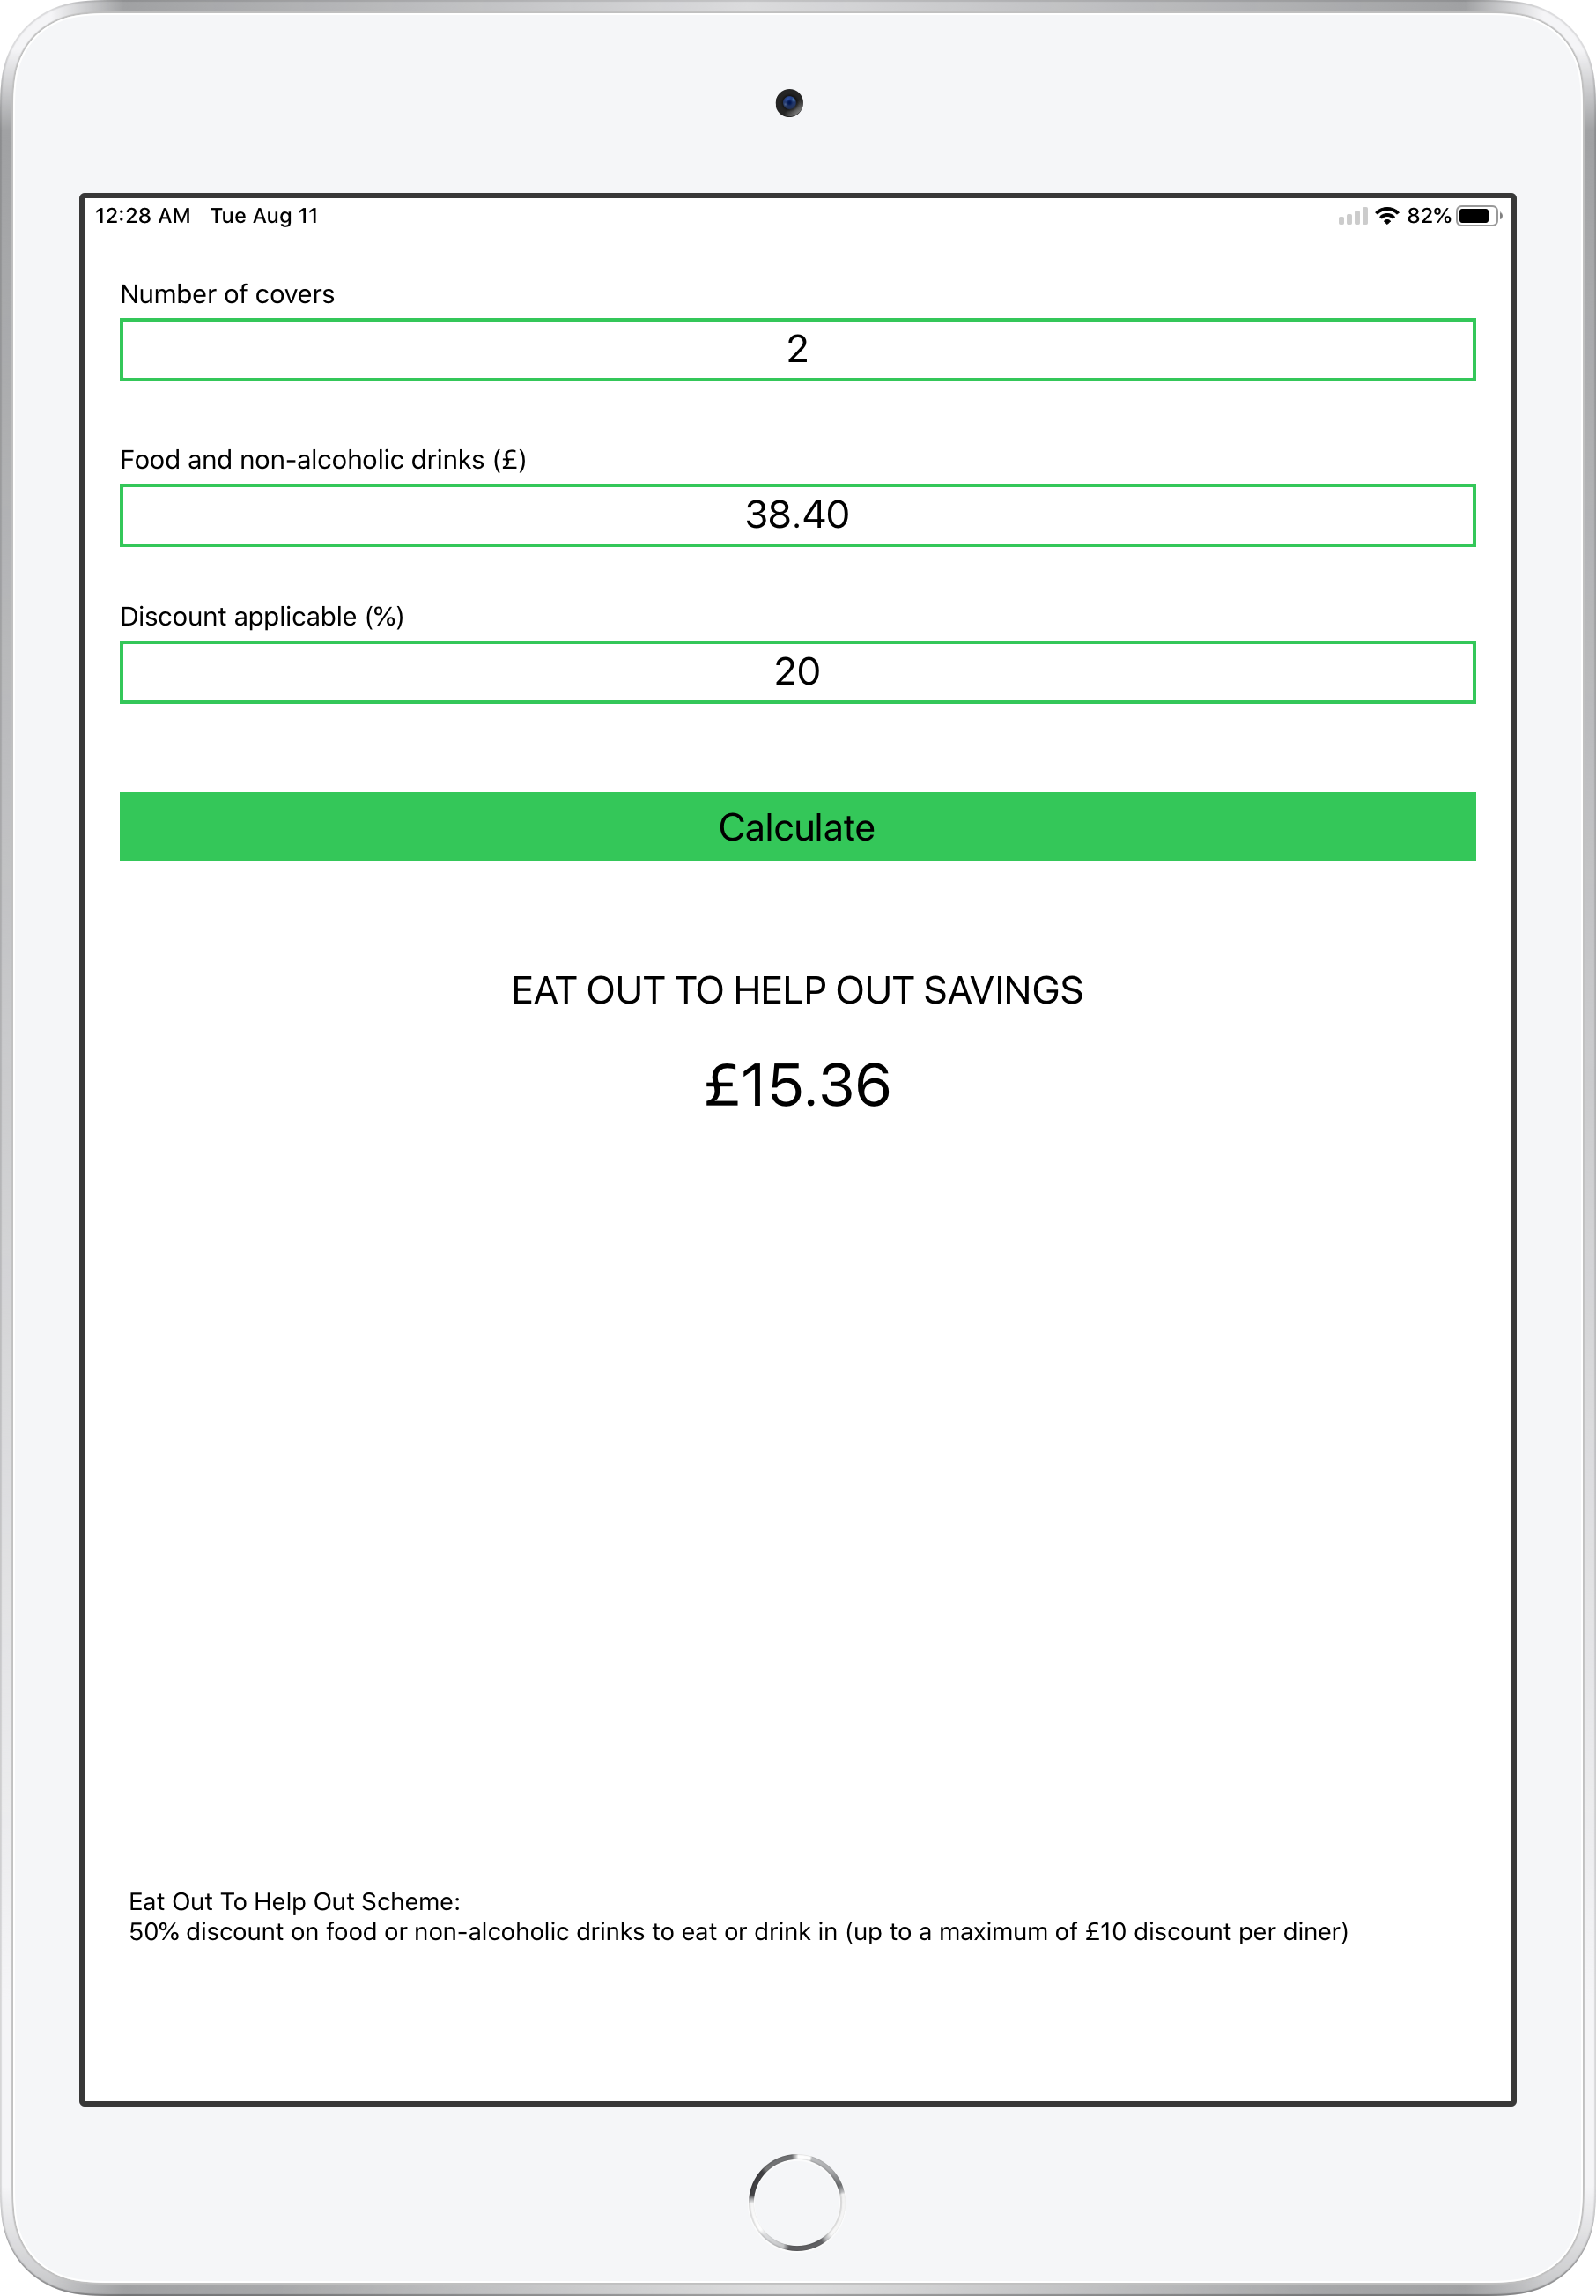 12:28 AM Tue Aug 11 82%
Number of covers
2
Food and non-alcoholic drinks (£)
38.40
Discount applicable (%)
20
Calculate
EAT OUT TO HELP OUT SAVINGS
£15.36
Eat Out To Help Out Scheme:
50% discount on food or non-alcoholic drinks to eat or drink in (up to a maximum of £10 discount per diner)